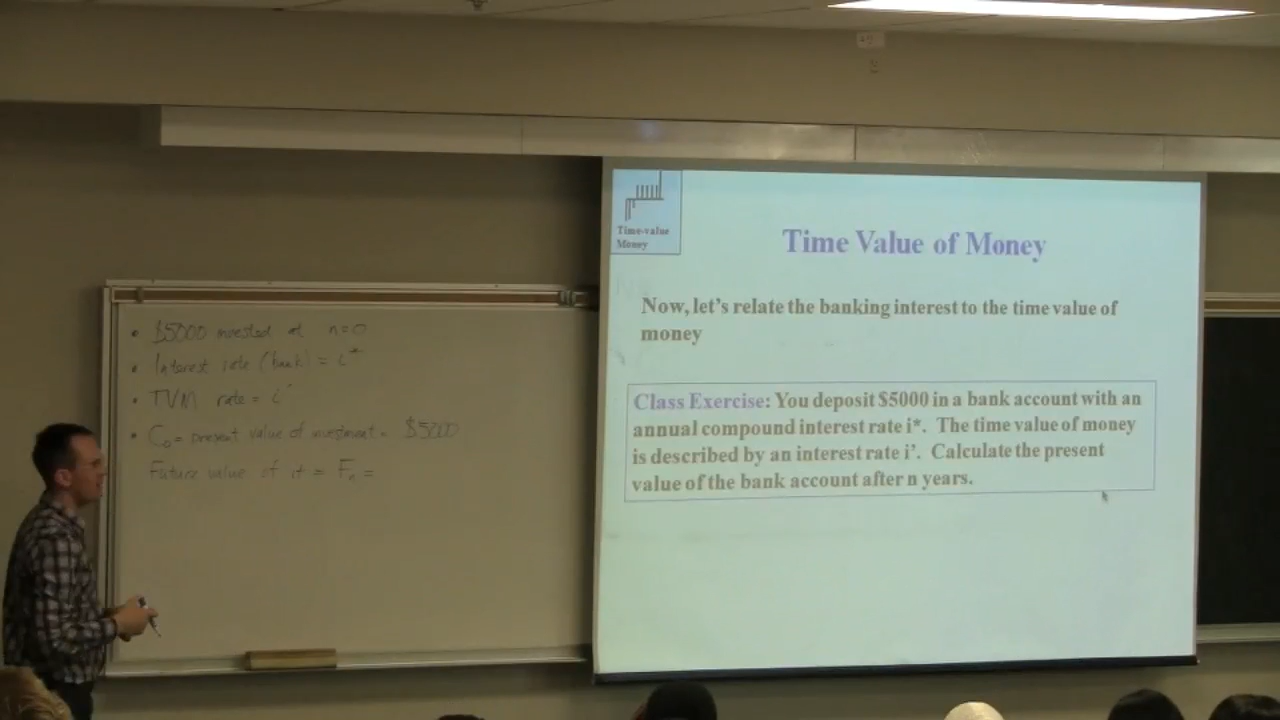 • $5000 invested at n=0
• Interest rate (bank) = i*
• TVM rate = i'
• C₀ = present value of investment = $5000
Future value of it = Fₙ =
Time-value
Money
Time Value of Money
Now, let's relate the banking interest to the time value of
money
Class Exercise: You deposit $5000 in a bank account with an
annual compound interest rate i*. The time value of money
is described by an interest rate i’. Calculate the present
value of the bank account after n years.